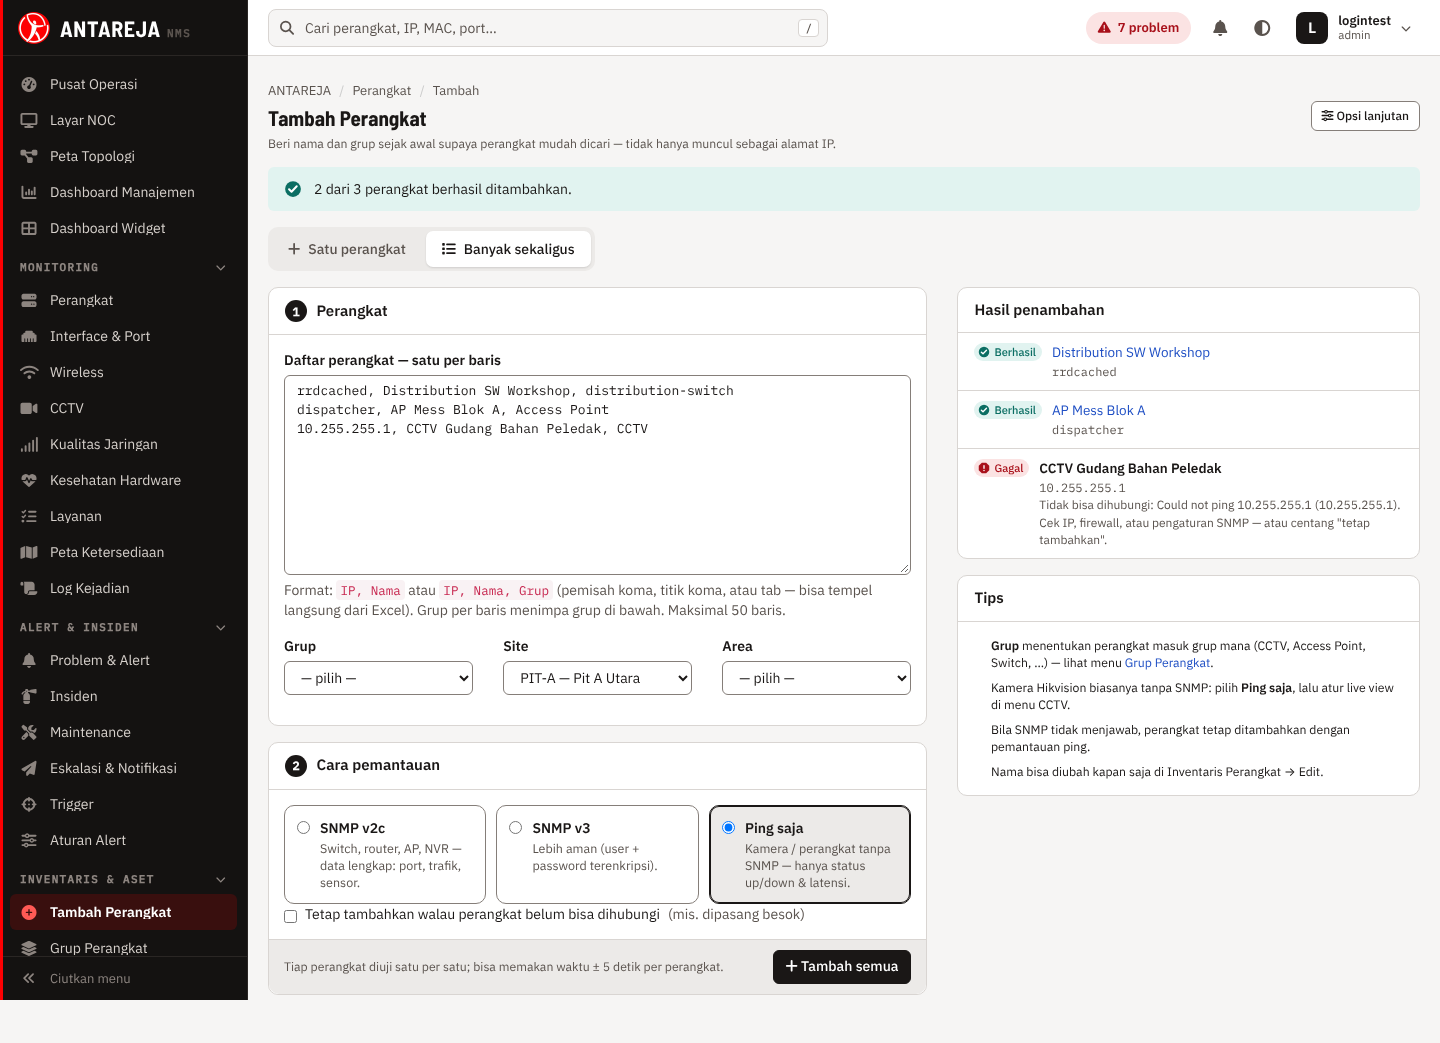 ANTAREJA NMS
Cari perangkat, IP, MAC, port...
/
7 problem
L
logintest
admin
Pusat Operasi
Layar NOC
Peta Topologi
Dashboard Manajemen
Dashboard Widget
MONITORING
Perangkat
Interface & Port
Wireless
CCTV
Kualitas Jaringan
Kesehatan Hardware
Layanan
Peta Ketersediaan
Log Kejadian
ALERT & INSIDEN
Problem & Alert
Insiden
Maintenance
Eskalasi & Notifikasi
Trigger
Aturan Alert
INVENTARIS & ASET
Tambah Perangkat
Grup Perangkat
Ciutkan menu
ANTAREJA / Perangkat / Tambah
Tambah Perangkat
Beri nama dan grup sejak awal supaya perangkat mudah dicari — tidak hanya muncul sebagai alamat IP.
Opsi lanjutan
2 dari 3 perangkat berhasil ditambahkan.
Satu perangkat
Banyak sekaligus
1 Perangkat
Daftar perangkat — satu per baris
rrdcached, Distribution SW Workshop, distribution-switch
dispatcher, AP Mess Blok A, Access Point
10.255.255.1, CCTV Gudang Bahan Peledak, CCTV
Format: IP, Nama atau IP, Nama, Grup (pemisah koma, titik koma, atau tab — bisa tempel
langsung dari Excel). Grup per baris menimpa grup di bawah. Maksimal 50 baris.
Grup
— pilih —
Site
PIT-A — Pit A Utara
Area
— pilih —
2 Cara pemantauan
SNMP v2c
Switch, router, AP, NVR —
data lengkap: port, trafik,
sensor.
SNMP v3
Lebih aman (user +
password terenkripsi).
Ping saja
Kamera / perangkat tanpa
SNMP — hanya status
up/down & latensi.
Tetap tambahkan walau perangkat belum bisa dihubungi (mis. dipasang besok)
Tiap perangkat diuji satu per satu; bisa memakan waktu ± 5 detik per perangkat.
Tambah semua
Hasil penambahan
Berhasil Distribution SW Workshop
rrdcached
Berhasil AP Mess Blok A
dispatcher
Gagal CCTV Gudang Bahan Peledak
10.255.255.1
Tidak bisa dihubungi: Could not ping 10.255.255.1 (10.255.255.1).
Cek IP, firewall, atau pengaturan SNMP — atau centang "tetap
tambahkan".
Tips
Grup menentukan perangkat masuk grup mana (CCTV, Access Point,
Switch, ...) — lihat menu Grup Perangkat.
Kamera Hikvision biasanya tanpa SNMP: pilih Ping saja, lalu atur live view
di menu CCTV.
Bila SNMP tidak menjawab, perangkat tetap ditambahkan dengan
pemantauan ping.
Nama bisa diubah kapan saja di Inventaris Perangkat → Edit.